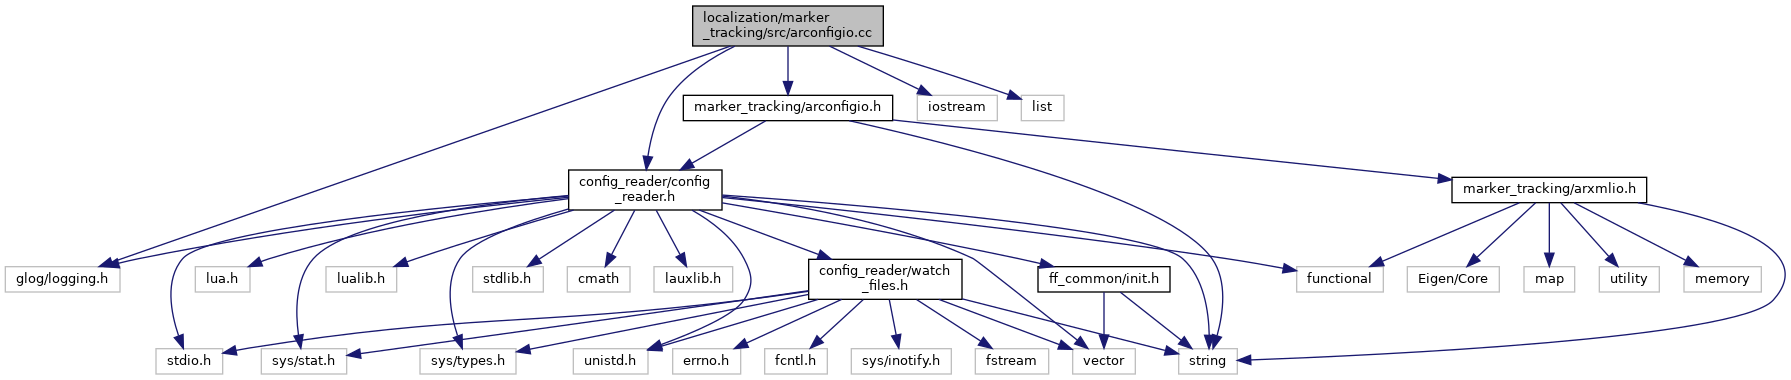 localization/marker
_tracking/src/arconfigio.cc
marker_tracking/arconfigio.h
iostream
list
config_reader/config
_reader.h
marker_tracking/arxmlio.h
glog/logging.h
lua.h
lualib.h
stdlib.h
cmath
lauxlib.h
config_reader/watch
_files.h
ff_common/init.h
functional
Eigen/Core
map
utility
memory
stdio.h
sys/stat.h
sys/types.h
unistd.h
errno.h
fcntl.h
sys/inotify.h
fstream
vector
string